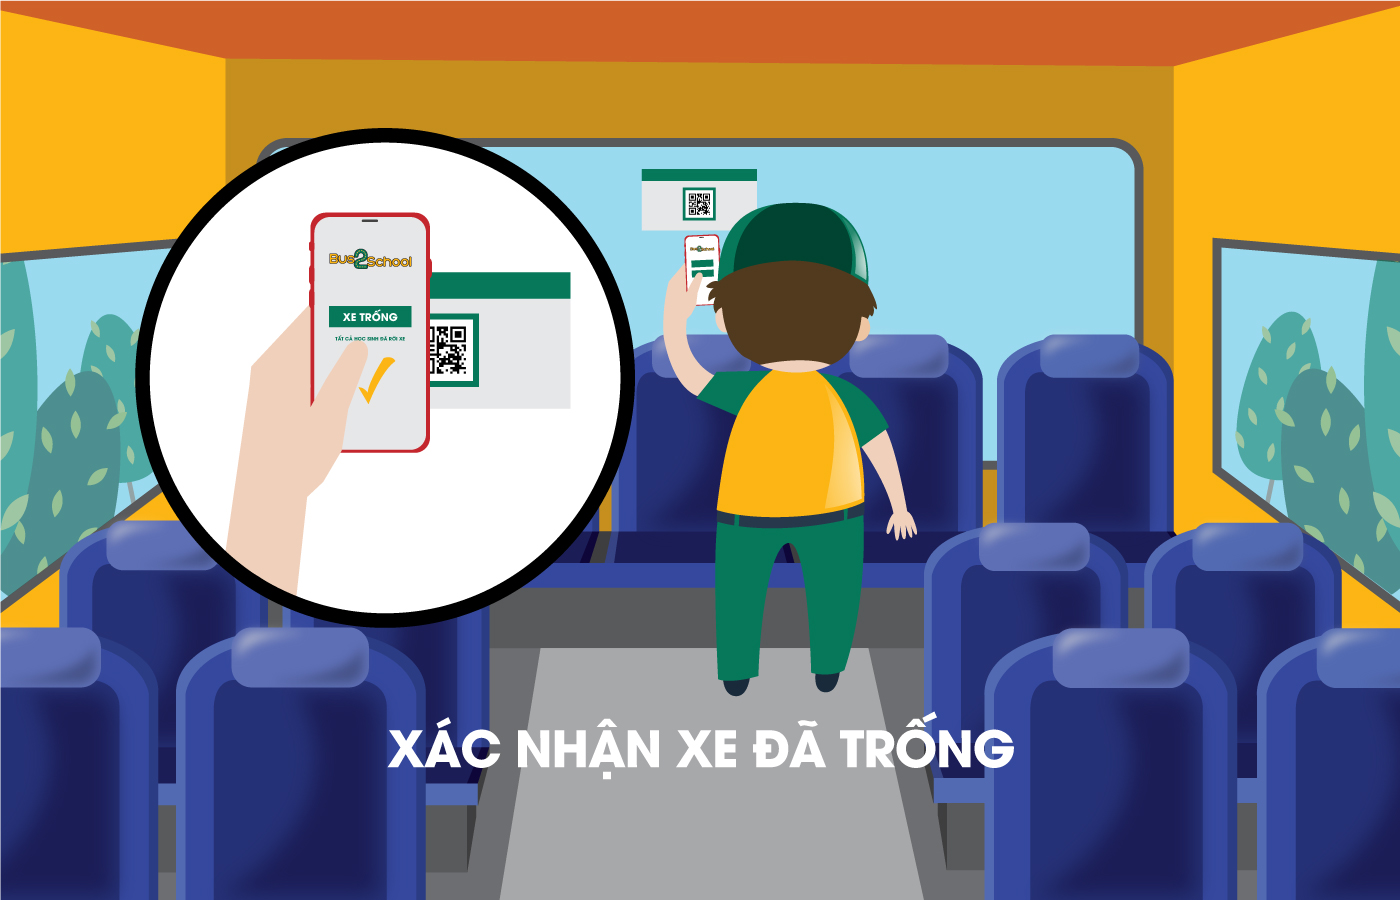 Bus2School
XE TRỐNG
TẤT CẢ HỌC SINH ĐÃ RỜI XE
Bus2School
XÁC NHẬN XE ĐÃ TRỐNG